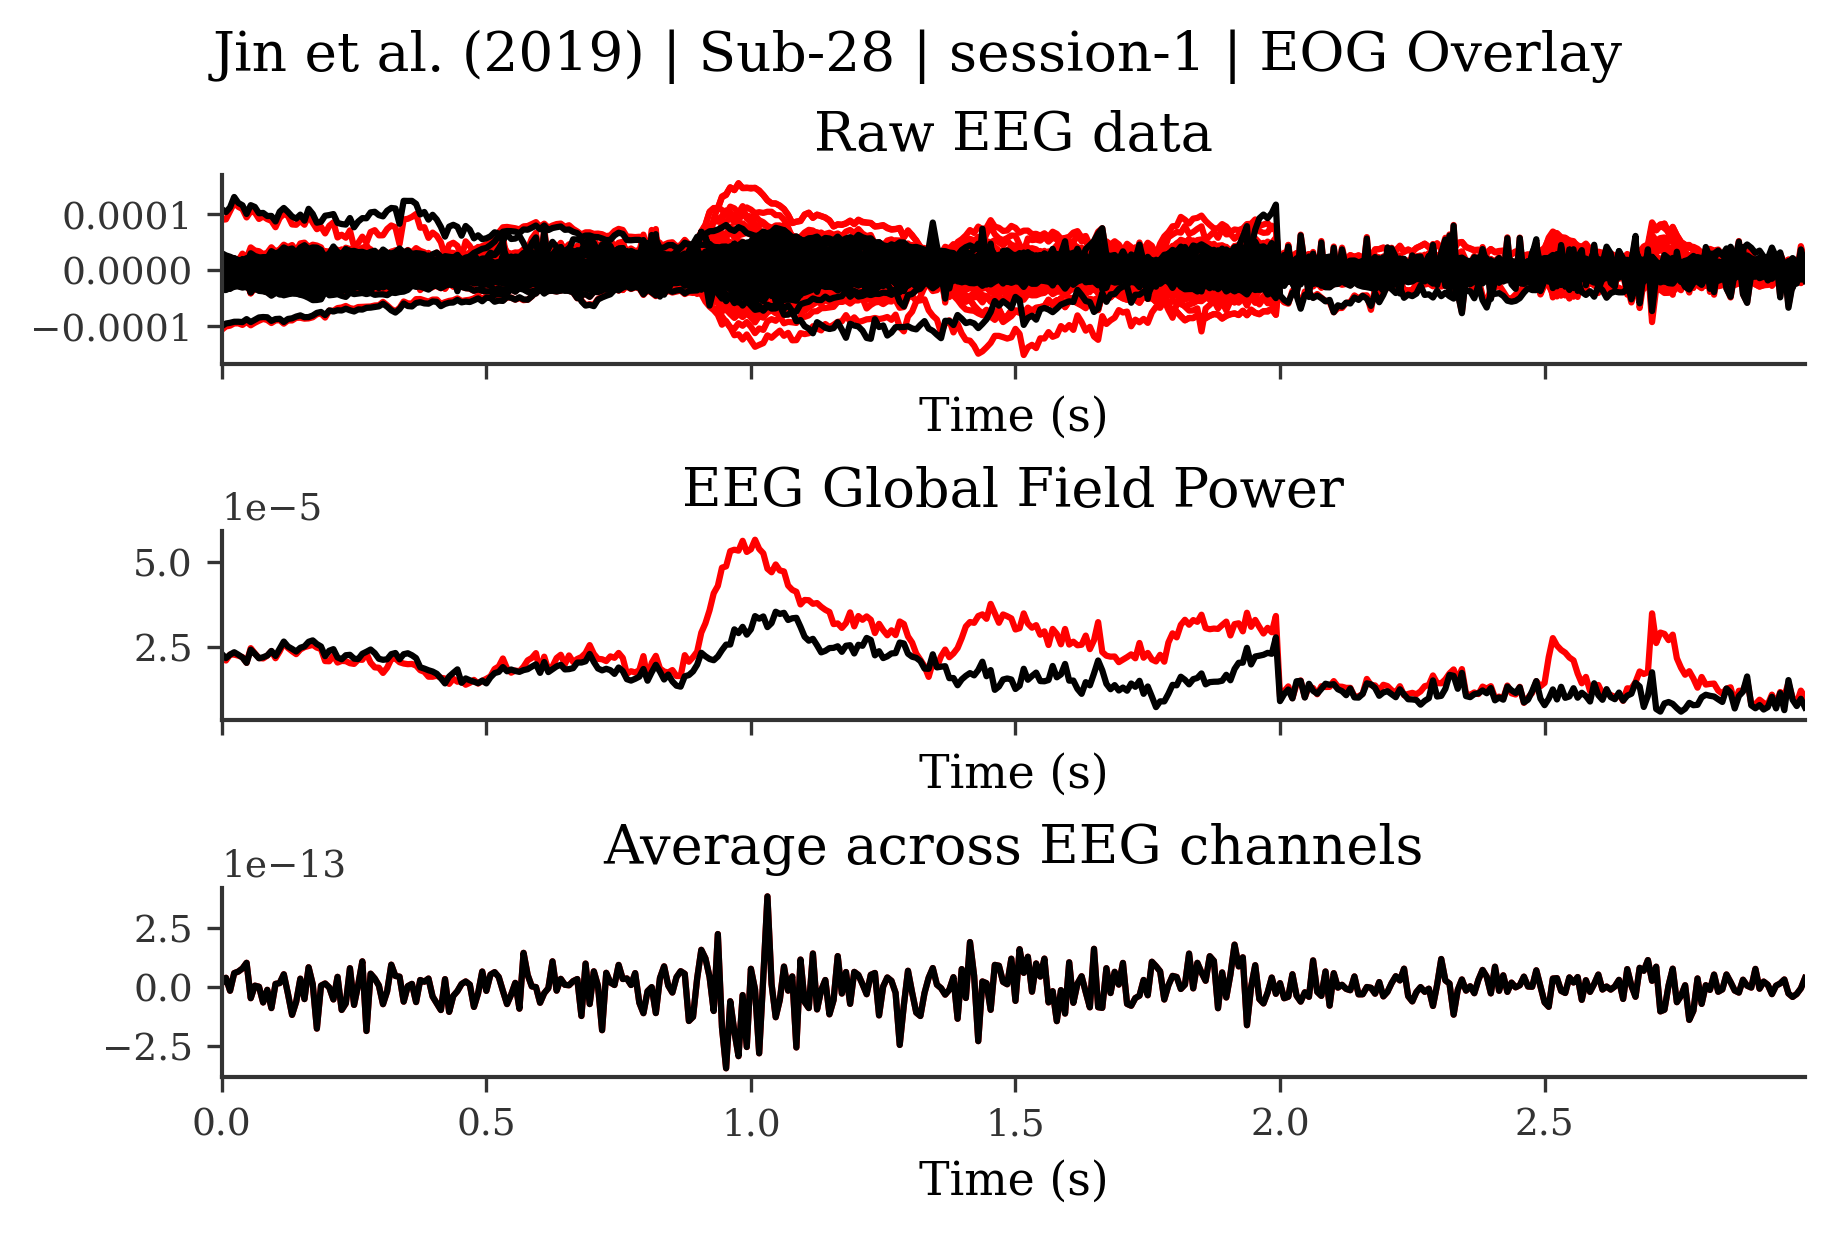 Jin et al. (2019) | Sub-28 | session-1 | EOG Overlay
Raw EEG data
0.0001
0.0000
−0.0001
Time (s)
EEG Global Field Power
1e−5
5.0
2.5
Time (s)
Average across EEG channels
1e−13
2.5
0.0
−2.5
0.0 0.5 1.0 1.5 2.0 2.5
Time (s)